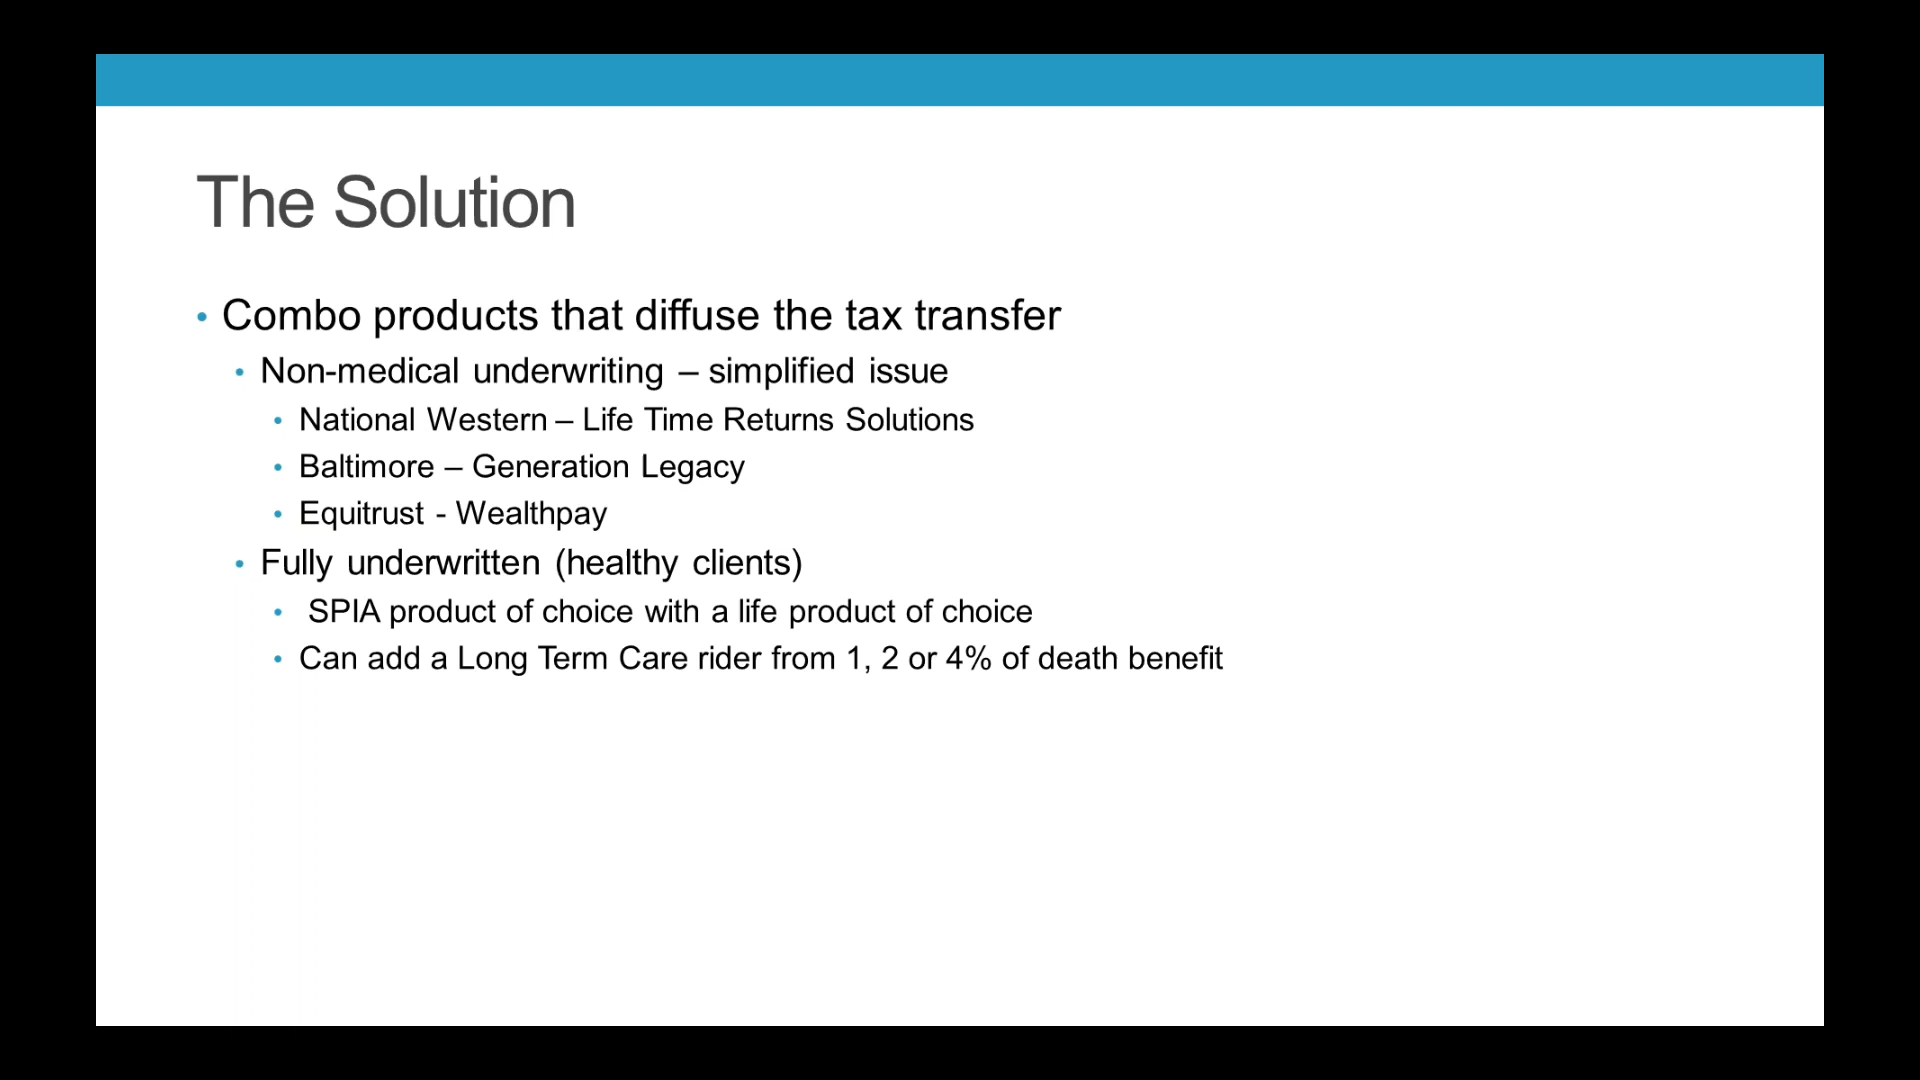 The Solution
• Combo products that diffuse the tax transfer
• Non-medical underwriting – simplified issue
• National Western – Life Time Returns Solutions
• Baltimore – Generation Legacy
• Equitrust - Wealthpay
• Fully underwritten (healthy clients)
• SPIA product of choice with a life product of choice
• Can add a Long Term Care rider from 1, 2 or 4% of death benefit